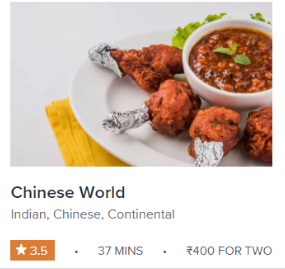 Chinese World
Indian, Chinese, Continental
★ 3.5 • 37 MINS • ₹400 FOR TWO